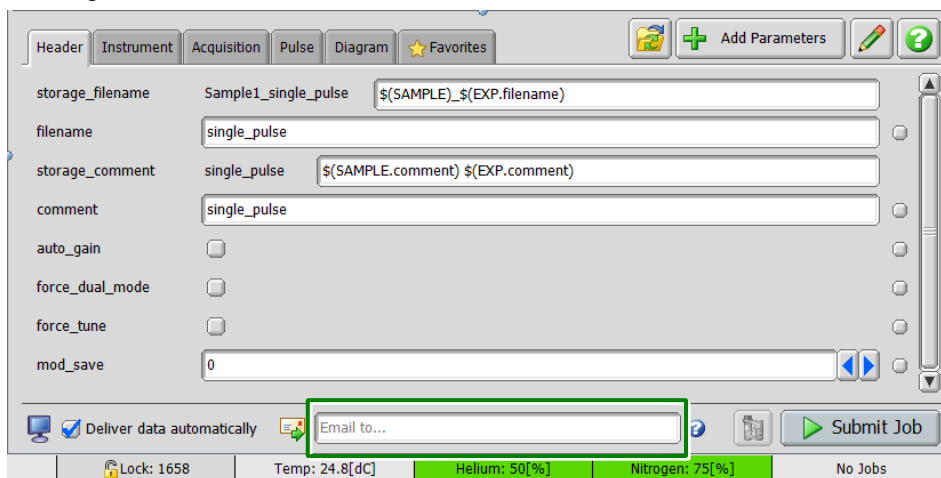 Header Instrument Acquisition Pulse Diagram Favorites Add Parameters ?
storage_filename Sample1_single_pulse $(SAMPLE)_$(EXP.filename)
filename single_pulse
storage_comment single_pulse $(SAMPLE.comment) $(EXP.comment)
comment single_pulse
auto_gain
force_dual_mode
force_tune
mod_save 0
Deliver data automatically Email to... ? Submit Job
Lock: 1658 Temp: 24.8[dC] Helium: 50[%] Nitrogen: 75[%] No Jobs